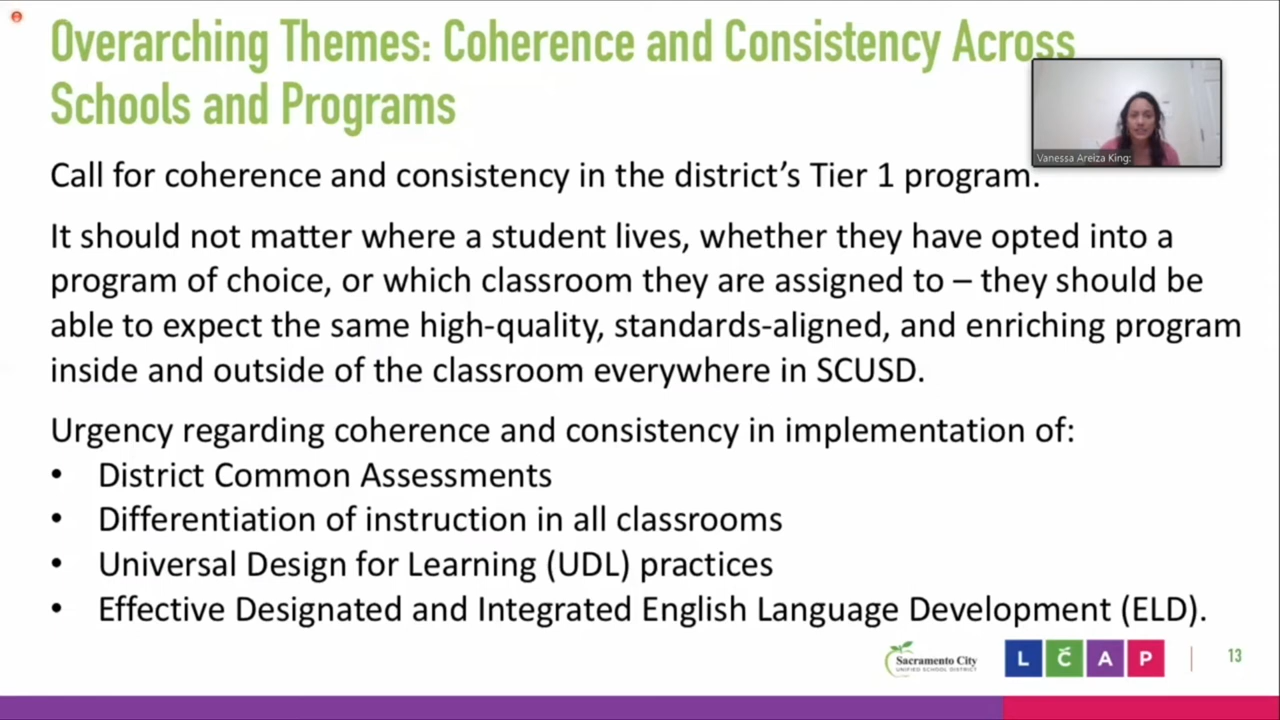 Overarching Themes: Coherence and Consistency Across
Schools and Programs
Vanessa Areiza King:
Call for coherence and consistency in the district’s Tier 1 program.
It should not matter where a student lives, whether they have opted into a
program of choice, or which classroom they are assigned to – they should be
able to expect the same high-quality, standards-aligned, and enriching program
inside and outside of the classroom everywhere in SCUSD.
Urgency regarding coherence and consistency in implementation of:
• District Common Assessments
• Differentiation of instruction in all classrooms
• Universal Design for Learning (UDL) practices
• Effective Designated and Integrated English Language Development (ELD).
Sacramento City
UNIFIED SCHOOL DISTRICT
LČAP
13